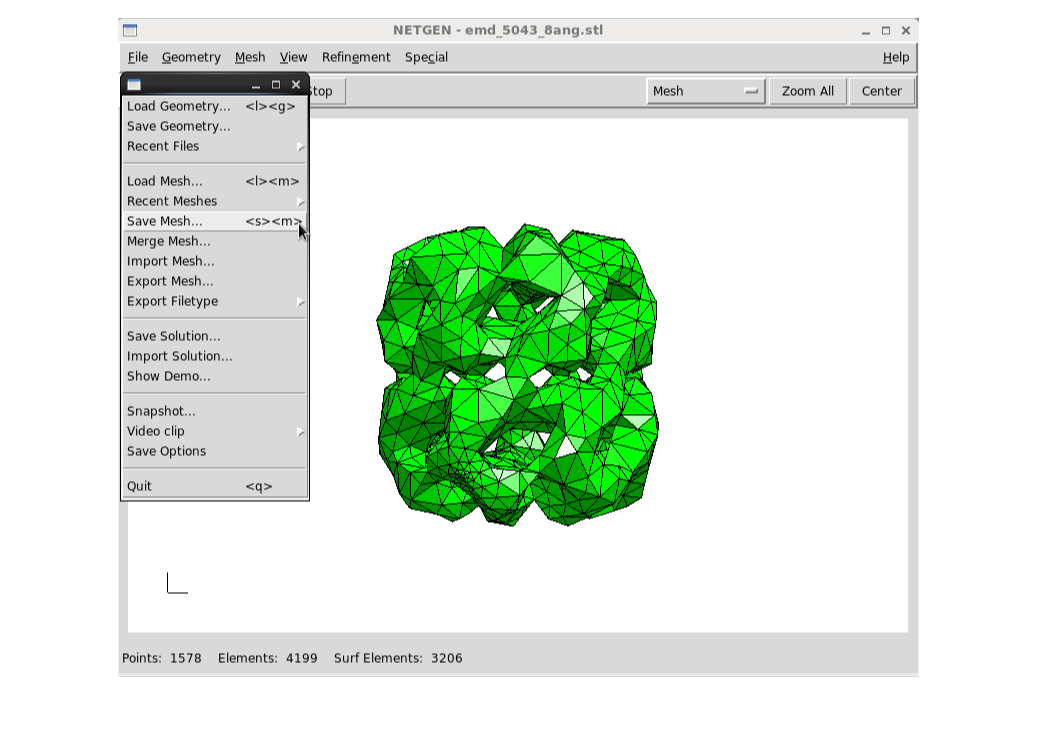 NETGEN - emd_5043_8ang.stl
File Geometry Mesh View Refinement Special Help
Stop Mesh Zoom All Center
Load Geometry... <l><g>
Save Geometry...
Recent Files
Load Mesh... <l><m>
Recent Meshes
Save Mesh... <s><m>
Merge Mesh...
Import Mesh...
Export Mesh...
Export Filetype
Save Solution...
Import Solution...
Show Demo...
Snapshot...
Video clip
Save Options
Quit <q>
Points: 1578 Elements: 4199 Surf Elements: 3206